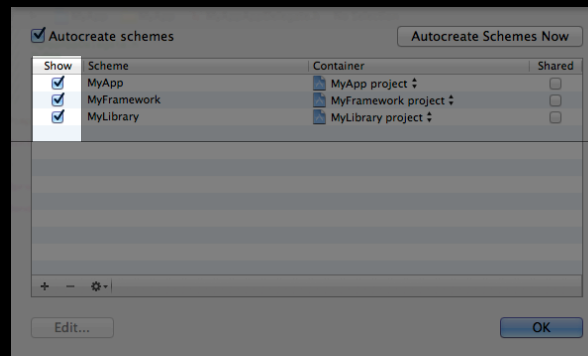 Autocreate schemes Autocreate Schemes Now
Show Scheme Container Shared
MyApp MyApp project
MyFramework MyFramework project
MyLibrary MyLibrary project
Edit... OK